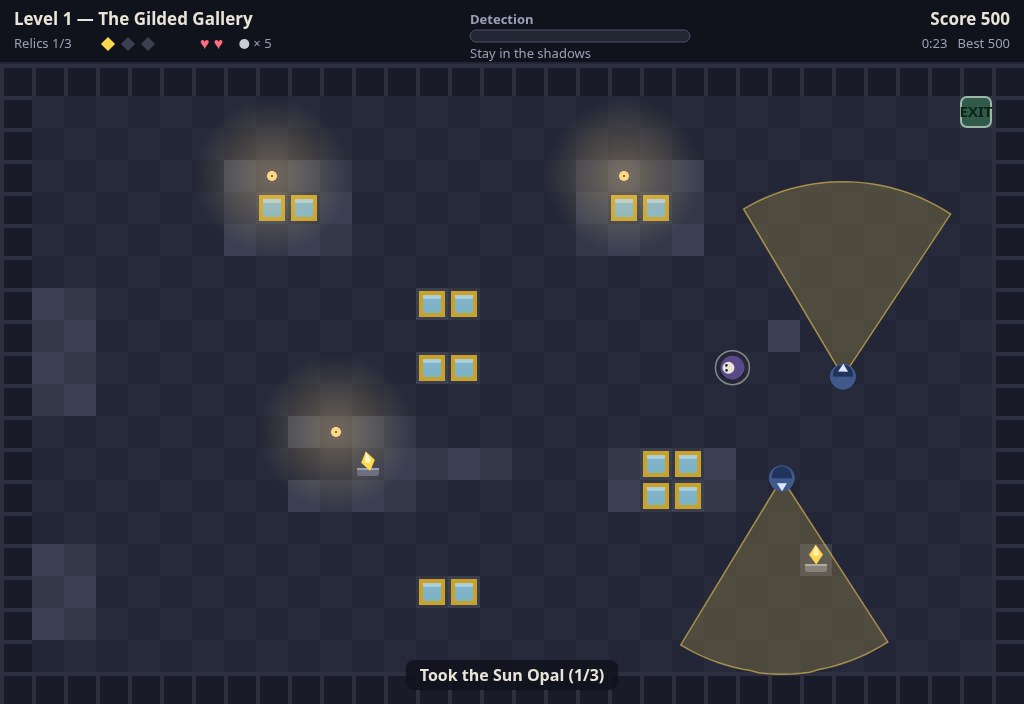 Level 1 — The Gilded Gallery
Relics 1/3
× 5
Detection
Stay in the shadows
Score 500
0:23 Best 500
EXIT
Took the Sun Opal (1/3)